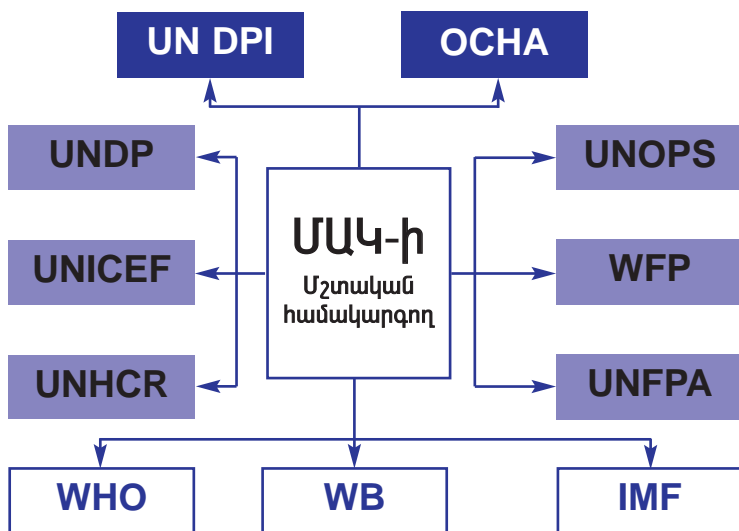 UN DPI
OCHA
UNDP
UNOPS
ՄԱԿ-ի
Մշտական
համակարգող
UNICEF
WFP
UNHCR
UNFPA
WHO
WB
IMF